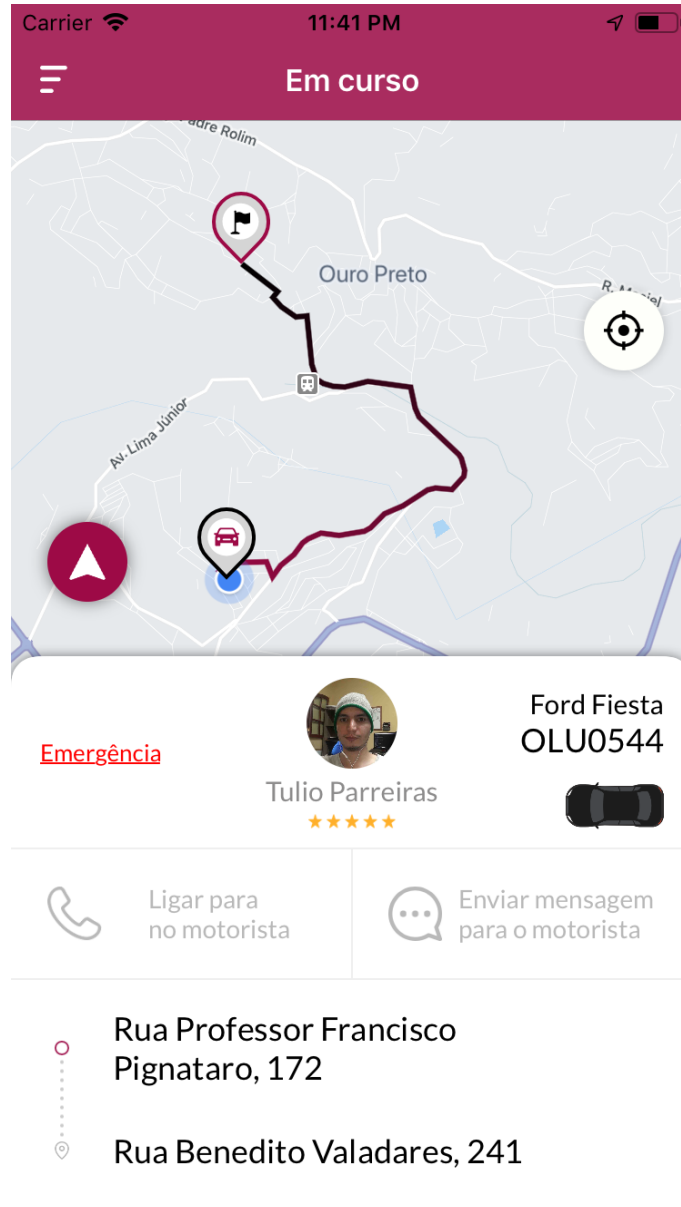 Carrier
11:41 PM
Em curso
adre Rolim
Ouro Preto
Av. Lima Júnior
Ford Fiesta
OLU0544
Emergência
Tulio Parreiras
Ligar para
no motorista
Enviar mensagem
para o motorista
Rua Professor Francisco
Pignataro, 172
Rua Benedito Valadares, 241